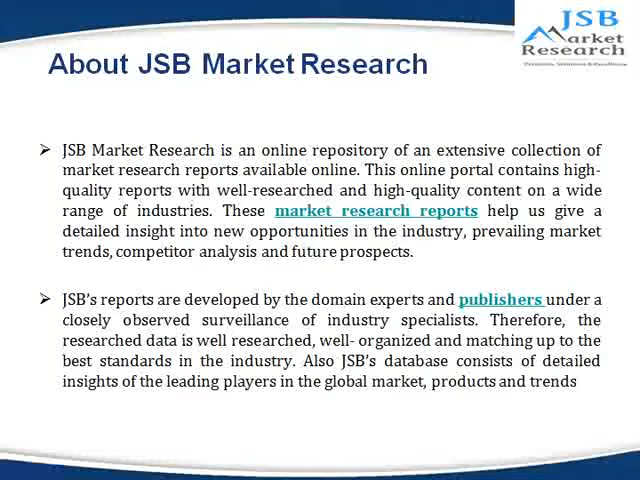 JSB
Market
Research
About JSB Market Research
➢ JSB Market Research is an online repository of an extensive collection of
market research reports available online. This online portal contains high-
quality reports with well-researched and high-quality content on a wide
range of industries. These market research reports help us give a
detailed insight into new opportunities in the industry, prevailing market
trends, competitor analysis and future prospects.
➢ JSB's reports are developed by the domain experts and publishers under a
closely observed surveillance of industry specialists. Therefore, the
researched data is well researched, well- organized and matching up to the
best standards in the industry. Also JSB's database consists of detailed
insights of the leading players in the global market, products and trends